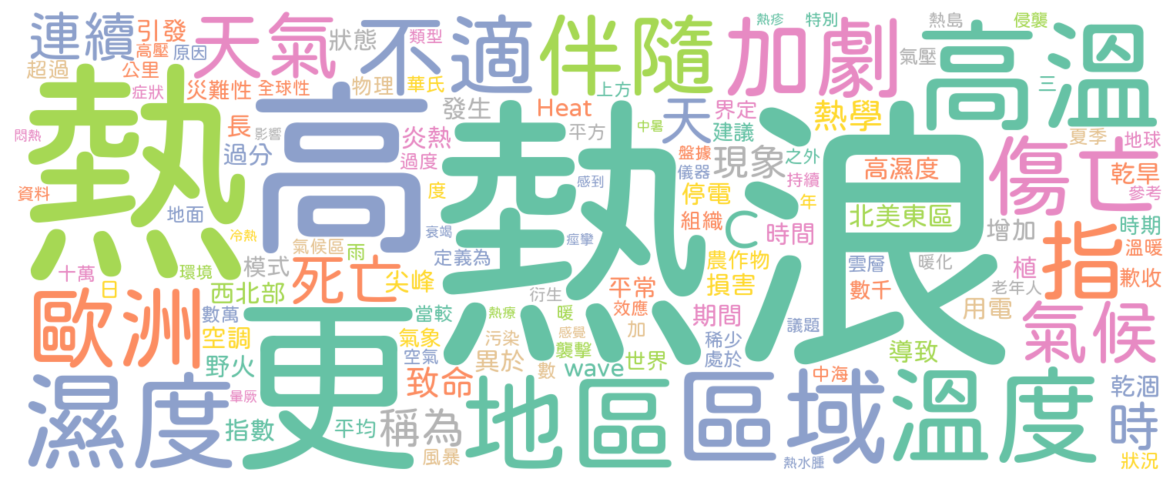 連續
引發
天氣
狀態
熱疹
類型
不適
伴隨
加劇
特別
熱島
侵襲
高溫
超過
高壓
原因
公里
災難性
全球性
物理
華氏
上方
氣壓
三
症狀
熱
高
發生
Heat
天
界定
熱學
夏季
地球
悶熱
影響
長
炎熱
平方
中暑
建議
傷亡
乾旱
過分
過度
熱浪
盤據
現象
之外
高濕度
參考
資料
地面
度
感到
儀器
停電
持續
年
時期
冷熱
衰竭
組織
C
時間
北美東區
增加
指
溫暖
氣候區
雨
定義為
痙攣
農作物
雲層
暖化
植
歉收
十萬
環境
模式
死亡
尖峰
平常
損害
數千
老年人
日
西北部
衍生
用電
歐洲
數萬
更
當較
熱療
暖
效應
期間
議題
氣候
空調
氣象
污染
感覺
加
稀少
野火
空氣
異於
襲擊
世界
處於
導致
濕度
暈厥
致命
數
wave
地區
區域
中海
溫度
乾涸
指數
平均
稱為
時
風暴
熱水腫
狀況